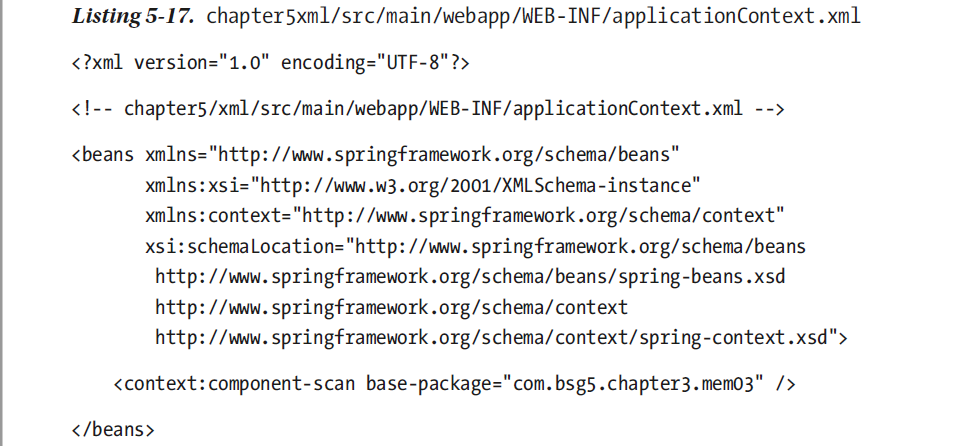 Listing 5-17. chapter5xml/src/main/webapp/WEB-INF/applicationContext.xml
<?xml version="1.0" encoding="UTF-8"?>
<!-- chapter5/xml/src/main/webapp/WEB-INF/applicationContext.xml -->
<beans xmlns="http://www.springframework.org/schema/beans"
xmlns:xsi="http://www.w3.org/2001/XMLSchema-instance"
xmlns:context="http://www.springframework.org/schema/context"
xsi:schemaLocation="http://www.springframework.org/schema/beans
http://www.springframework.org/schema/beans/spring-beans.xsd
http://www.springframework.org/schema/context
http://www.springframework.org/schema/context/spring-context.xsd">
<context:component-scan base-package="com.bsg5.chapter3.mem03" />
</beans>